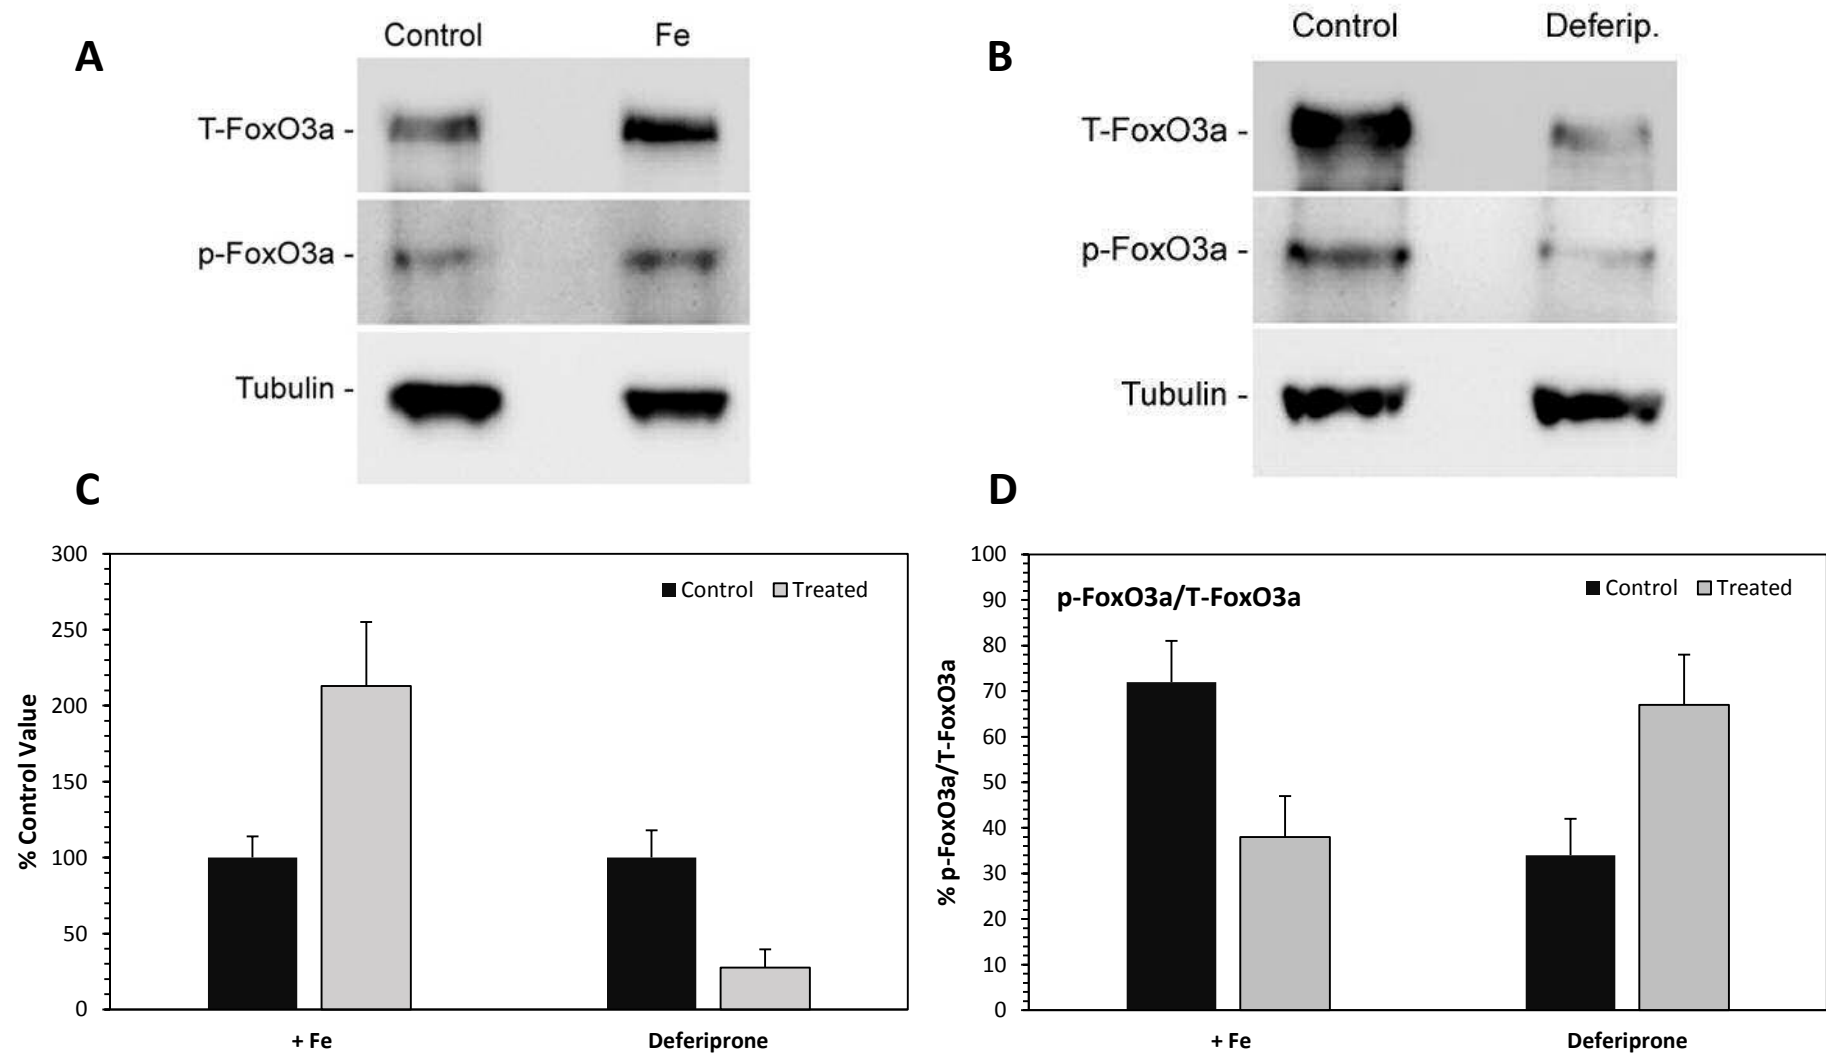 A
Control Fe
T-FoxO3a -
p-FoxO3a -
Tubulin -
B
Control Deferip.
T-FoxO3a -
p-FoxO3a -
Tubulin -
C
300
250
200
150
100
50
0
% Control Value
Control Treated
+ Fe Deferiprone
D
100
90
80
70
60
50
40
30
20
10
0
% p-FoxO3a/T-FoxO3a
p-FoxO3a/T-FoxO3a
Control Treated
+ Fe Deferiprone